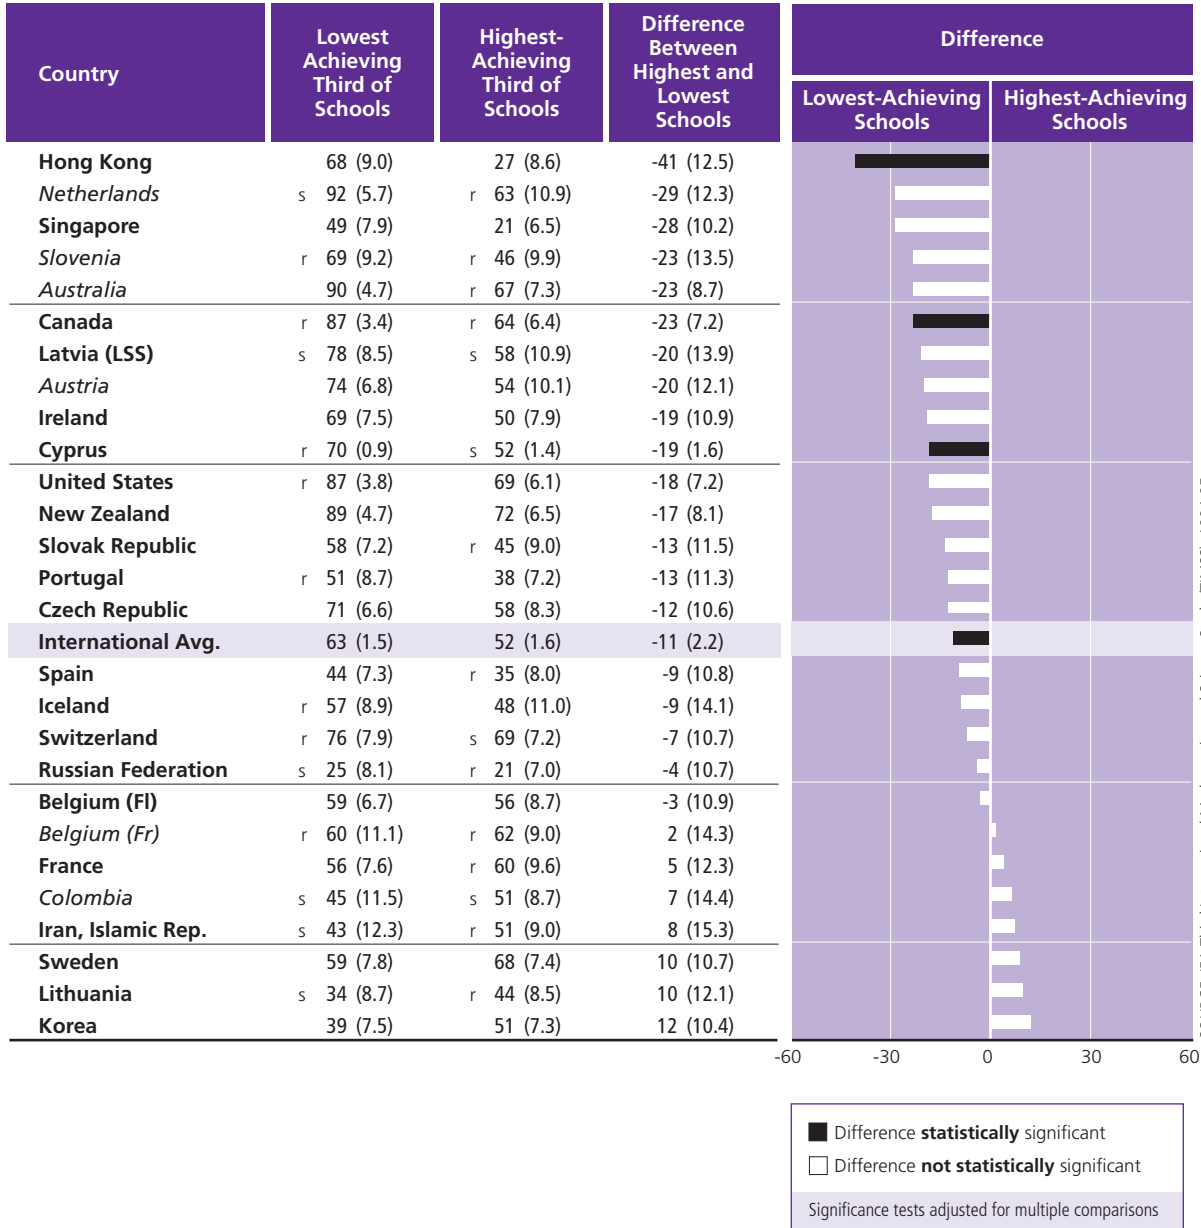 Country
Lowest
Achieving
Third of
Schools
Highest-
Achieving
Third of
Schools
Difference
Between
Highest and
Lowest
Schools
Difference
Lowest-Achieving
Schools
Highest-Achieving
Schools
Hong Kong 68 (9.0) 27 (8.6) -41 (12.5)
Netherlands s 92 (5.7) r 63 (10.9) -29 (12.3)
Singapore 49 (7.9) 21 (6.5) -28 (10.2)
Slovenia r 69 (9.2) r 46 (9.9) -23 (13.5)
Australia 90 (4.7) r 67 (7.3) -23 (8.7)
Canada r 87 (3.4) r 64 (6.4) -23 (7.2)
Latvia (LSS) s 78 (8.5) s 58 (10.9) -20 (13.9)
Austria 74 (6.8) 54 (10.1) -20 (12.1)
Ireland 69 (7.5) 50 (7.9) -19 (10.9)
Cyprus r 70 (0.9) s 52 (1.4) -19 (1.6)
United States r 87 (3.8) 69 (6.1) -18 (7.2)
New Zealand 89 (4.7) 72 (6.5) -17 (8.1)
Slovak Republic 58 (7.2) r 45 (9.0) -13 (11.5)
Portugal r 51 (8.7) 38 (7.2) -13 (11.3)
Czech Republic 71 (6.6) 58 (8.3) -12 (10.6)
International Avg. 63 (1.5) 52 (1.6) -11 (2.2)
Spain 44 (7.3) r 35 (8.0) -9 (10.8)
Iceland r 57 (8.9) 48 (11.0) -9 (14.1)
Switzerland r 76 (7.9) s 69 (7.2) -7 (10.7)
Russian Federation s 25 (8.1) r 21 (7.0) -4 (10.7)
Belgium (Fl) 59 (6.7) 56 (8.7) -3 (10.9)
Belgium (Fr) r 60 (11.1) r 62 (9.0) 2 (14.3)
France 56 (7.6) r 60 (9.6) 5 (12.3)
Colombia s 45 (11.5) s 51 (8.7) 7 (14.4)
Iran, Islamic Rep. s 43 (12.3) r 51 (9.0) 8 (15.3)
Sweden 59 (7.8) 68 (7.4) 10 (10.7)
Lithuania s 34 (8.7) r 44 (8.5) 10 (12.1)
Korea 39 (7.5) 51 (7.3) 12 (10.4)
-60 -30 0 30 60
Difference statistically significant
Difference not statistically significant
Significance tests adjusted for multiple comparisons